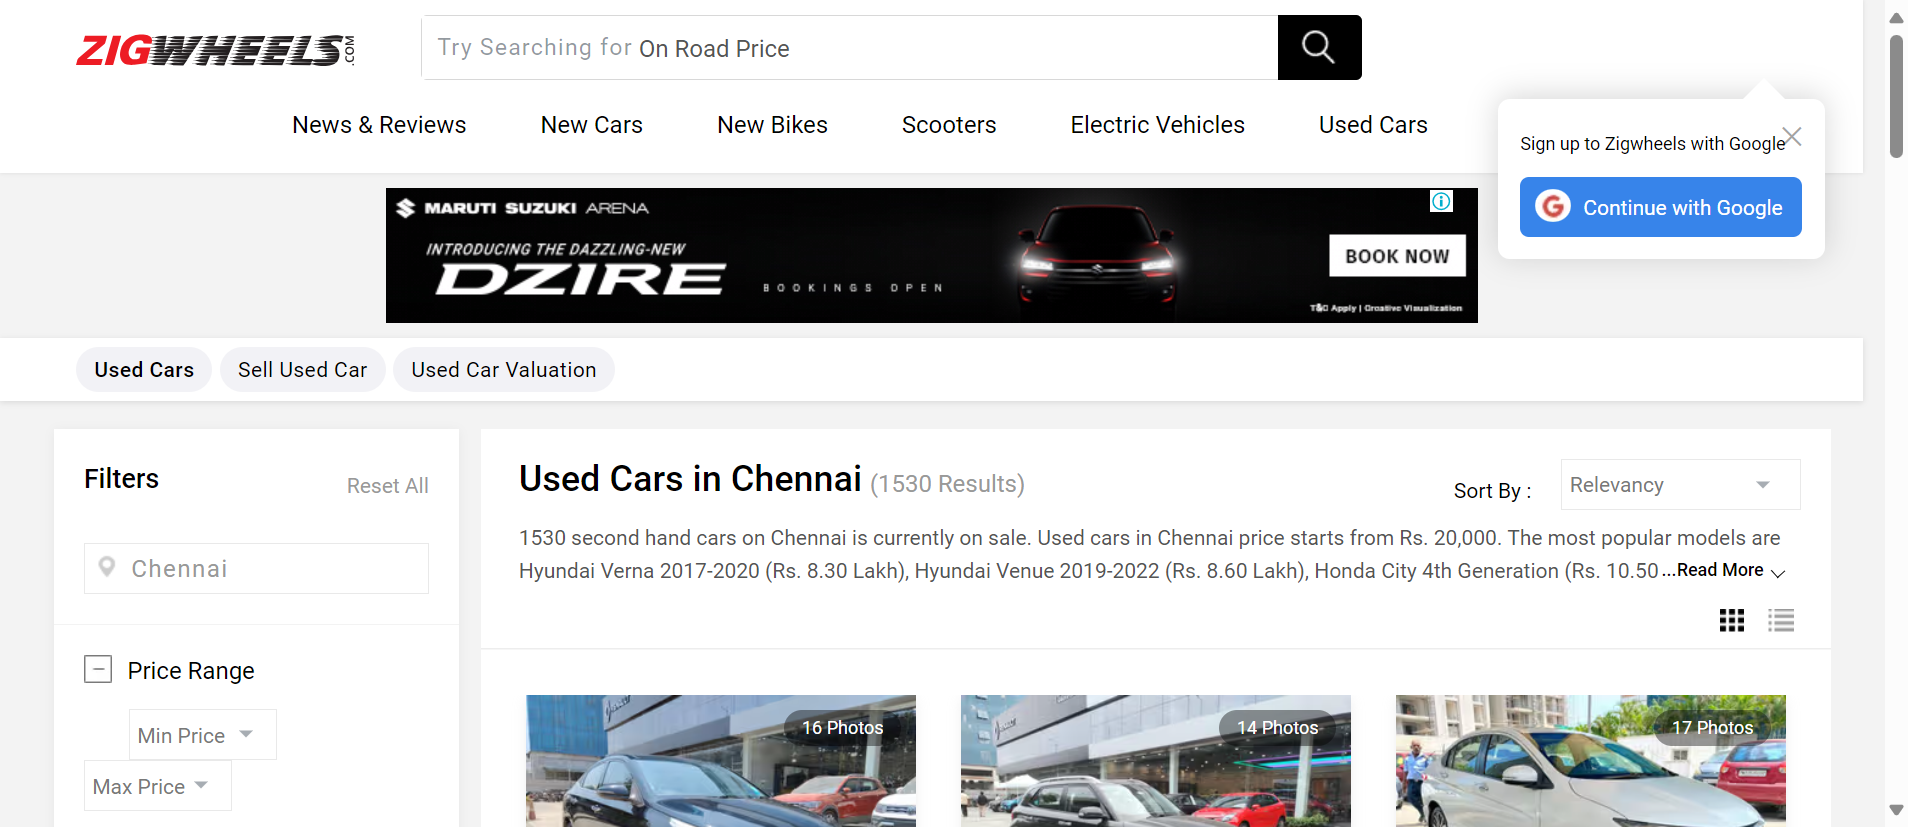 ZIGWHEELS.COM
Try Searching for On Road Price
News & Reviews New Cars New Bikes Scooters Electric Vehicles Used Cars
Sign up to Zigwheels with Google
Continue with Google
MARUTI SUZUKI ARENA
INTRODUCING THE DAZZLING-NEW
DZIRE
BOOKINGS OPEN
BOOK NOW
T&C Apply | Creative Visualization
Used Cars Sell Used Car Used Car Valuation
Filters
Reset All
Chennai
Price Range
Min Price
Max Price
Used Cars in Chennai (1530 Results)
Sort By : Relevancy
1530 second hand cars on Chennai is currently on sale. Used cars in Chennai price starts from Rs. 20,000. The most popular models are
Hyundai Verna 2017-2020 (Rs. 8.30 Lakh), Hyundai Venue 2019-2022 (Rs. 8.60 Lakh), Honda City 4th Generation (Rs. 10.50 ...Read More
16 Photos
14 Photos
17 Photos